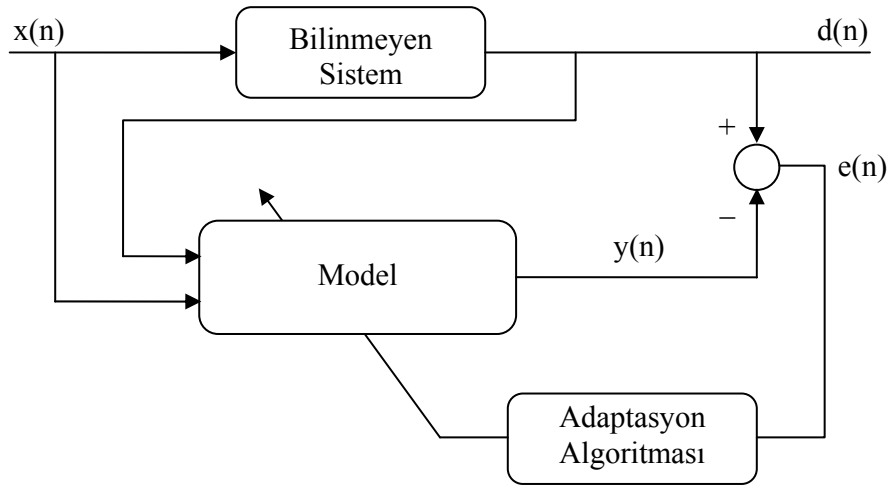 x(n)
Bilinmeyen
Sistem
d(n)
+
e(n)
−
y(n)
Model
Adaptasyon
Algoritması